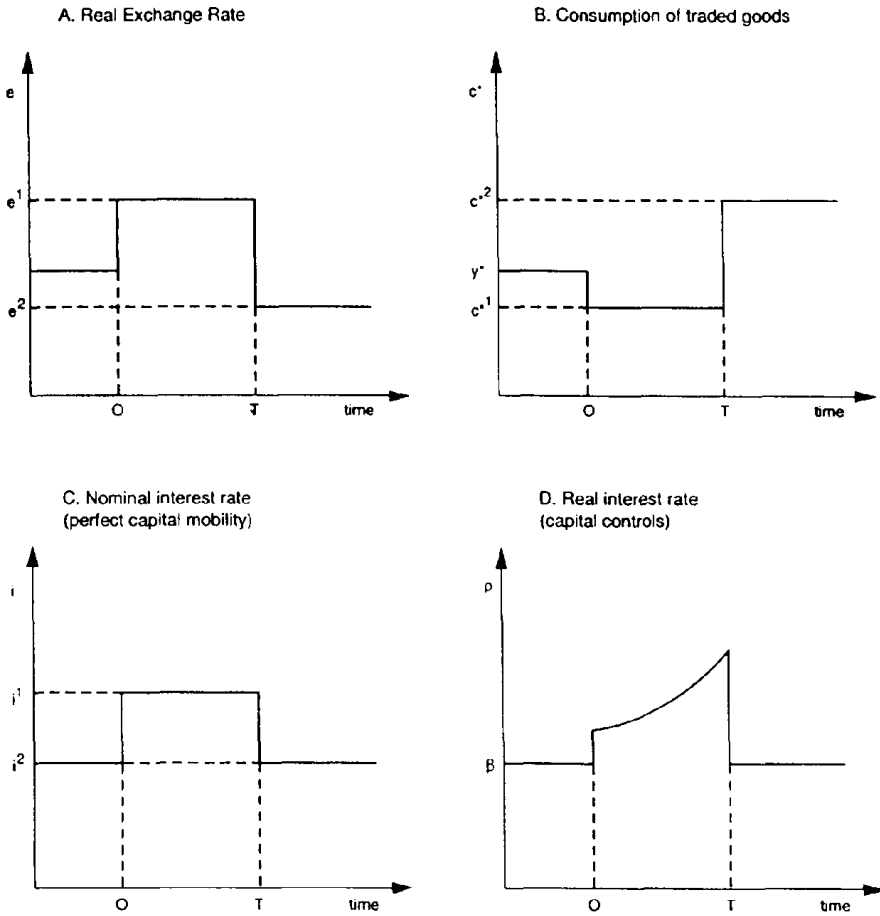 A. Real Exchange Rate
e
e¹
e²
O
T
time
B. Consumption of traded goods
c*
c*²
y*
c*¹
O
T
time
C. Nominal interest rate
(perfect capital mobility)
i
i¹
i²
O
T
time
D. Real interest rate
(capital controls)
ρ
β
O
T
time